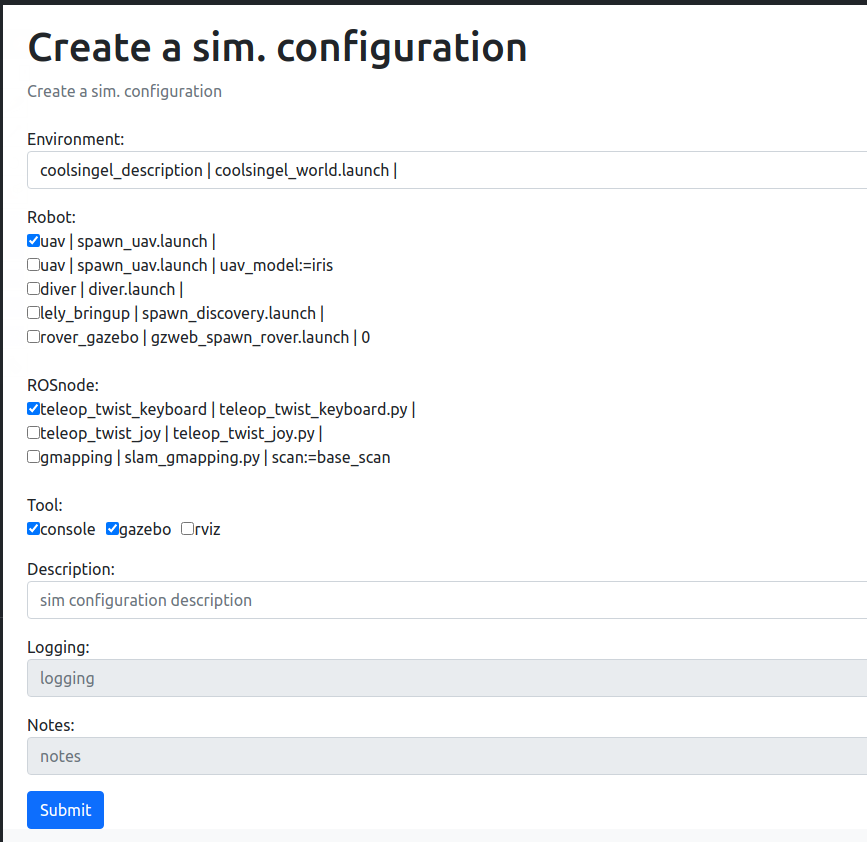 Create a sim. configuration
Create a sim. configuration
Environment:
coolsingel_description | coolsingel_world.launch |
Robot:
uav | spawn_uav.launch |
uav | spawn_uav.launch | uav_model:=iris
diver | diver.launch |
lely_bringup | spawn_discovery.launch |
rover_gazebo | gzweb_spawn_rover.launch | 0
ROSnode:
teleop_twist_keyboard | teleop_twist_keyboard.py |
teleop_twist_joy | teleop_twist_joy.py |
gmapping | slam_gmapping.py | scan:=base_scan
Tool:
console gazebo rviz
Description:
sim configuration description
Logging:
logging
Notes:
notes
Submit